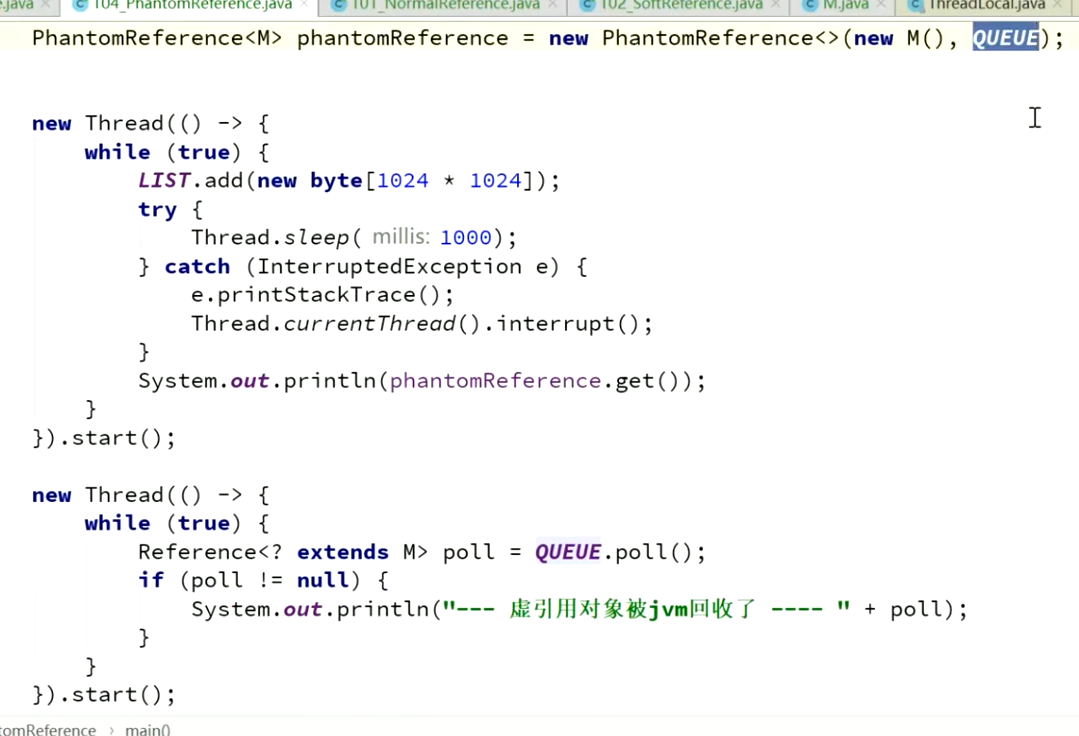 .java T04_PhantomReference.java T01_NormalReference.java T02_SoftReference.java M.java ThreadLocal.java
PhantomReference<M> phantomReference = new PhantomReference<>(new M(), QUEUE);
new Thread(() -> {
while (true) {
LIST.add(new byte[1024 * 1024]);
try {
Thread.sleep( millis: 1000);
} catch (InterruptedException e) {
e.printStackTrace();
Thread.currentThread().interrupt();
}
System.out.println(phantomReference.get());
}
}).start();
new Thread(() -> {
while (true) {
Reference<? extends M> poll = QUEUE.poll();
if (poll != null) {
System.out.println("--- 虚引用对象被jvm回收了 ---- " + poll);
}
}
}).start();
tomReference › main()